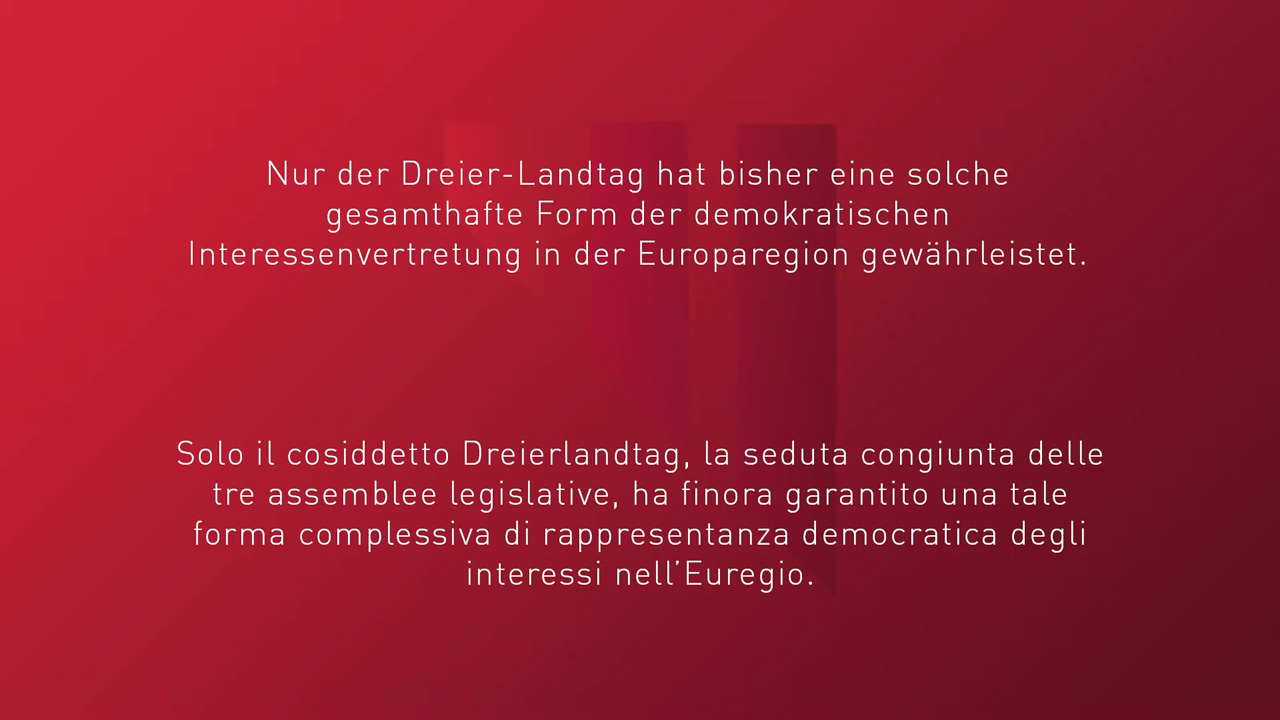 Nur der Dreier-Landtag hat bisher eine solche
gesamthafte Form der demokratischen
Interessenvertretung in der Europaregion gewährleistet.
Solo il cosiddetto Dreierlandtag, la seduta congiunta delle
tre assemblee legislative, ha finora garantito una tale
forma complessiva di rappresentanza democratica degli
interessi nell’Euregio.